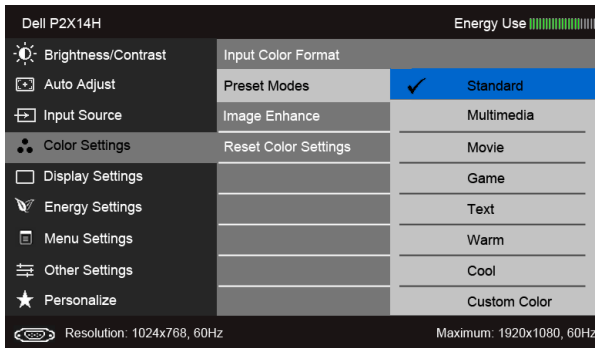 Dell P2X14H
Energy Use
Brightness/Contrast
Auto Adjust
Input Source
Color Settings
Display Settings
Energy Settings
Menu Settings
Other Settings
Personalize
Input Color Format
Preset Modes
Image Enhance
Reset Color Settings
Standard
Multimedia
Movie
Game
Text
Warm
Cool
Custom Color
Resolution: 1024x768, 60Hz
Maximum: 1920x1080, 60Hz